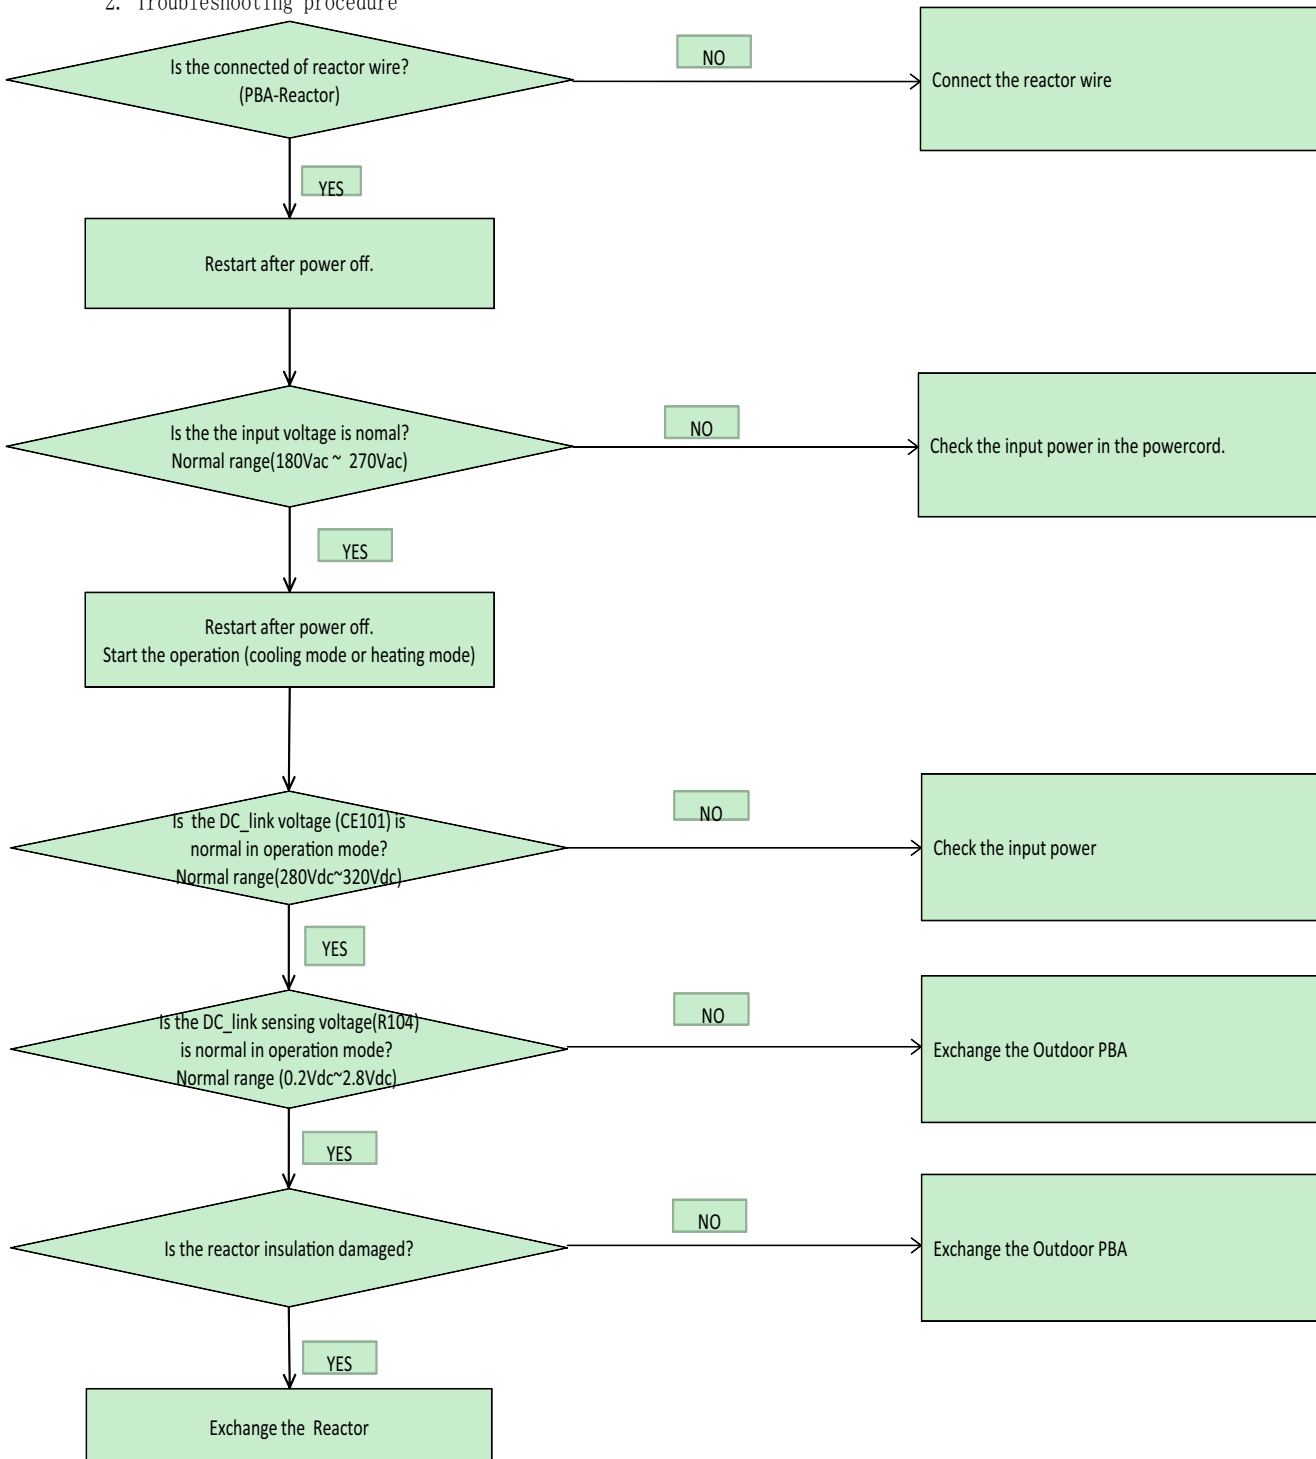 2. Troubleshooting procedure
Is the connected of reactor wire?
(PBA-Reactor)
NO
Connect the reactor wire
YES
Restart after power off.
Is the the input voltage is nomal?
Normal range(180Vac ~ 270Vac)
NO
Check the input power in the powercord.
YES
Restart after power off.
Start the operation (cooling mode or heating mode)
Is the DC_link voltage (CE101) is
normal in operation mode?
Normal range(280Vdc~320Vdc)
NO
Check the input power
YES
Is the DC_link sensing voltage(R104)
is normal in operation mode?
Normal range (0.2Vdc~2.8Vdc)
NO
Exchange the Outdoor PBA
YES
Is the reactor insulation damaged?
NO
Exchange the Outdoor PBA
YES
Exchange the Reactor